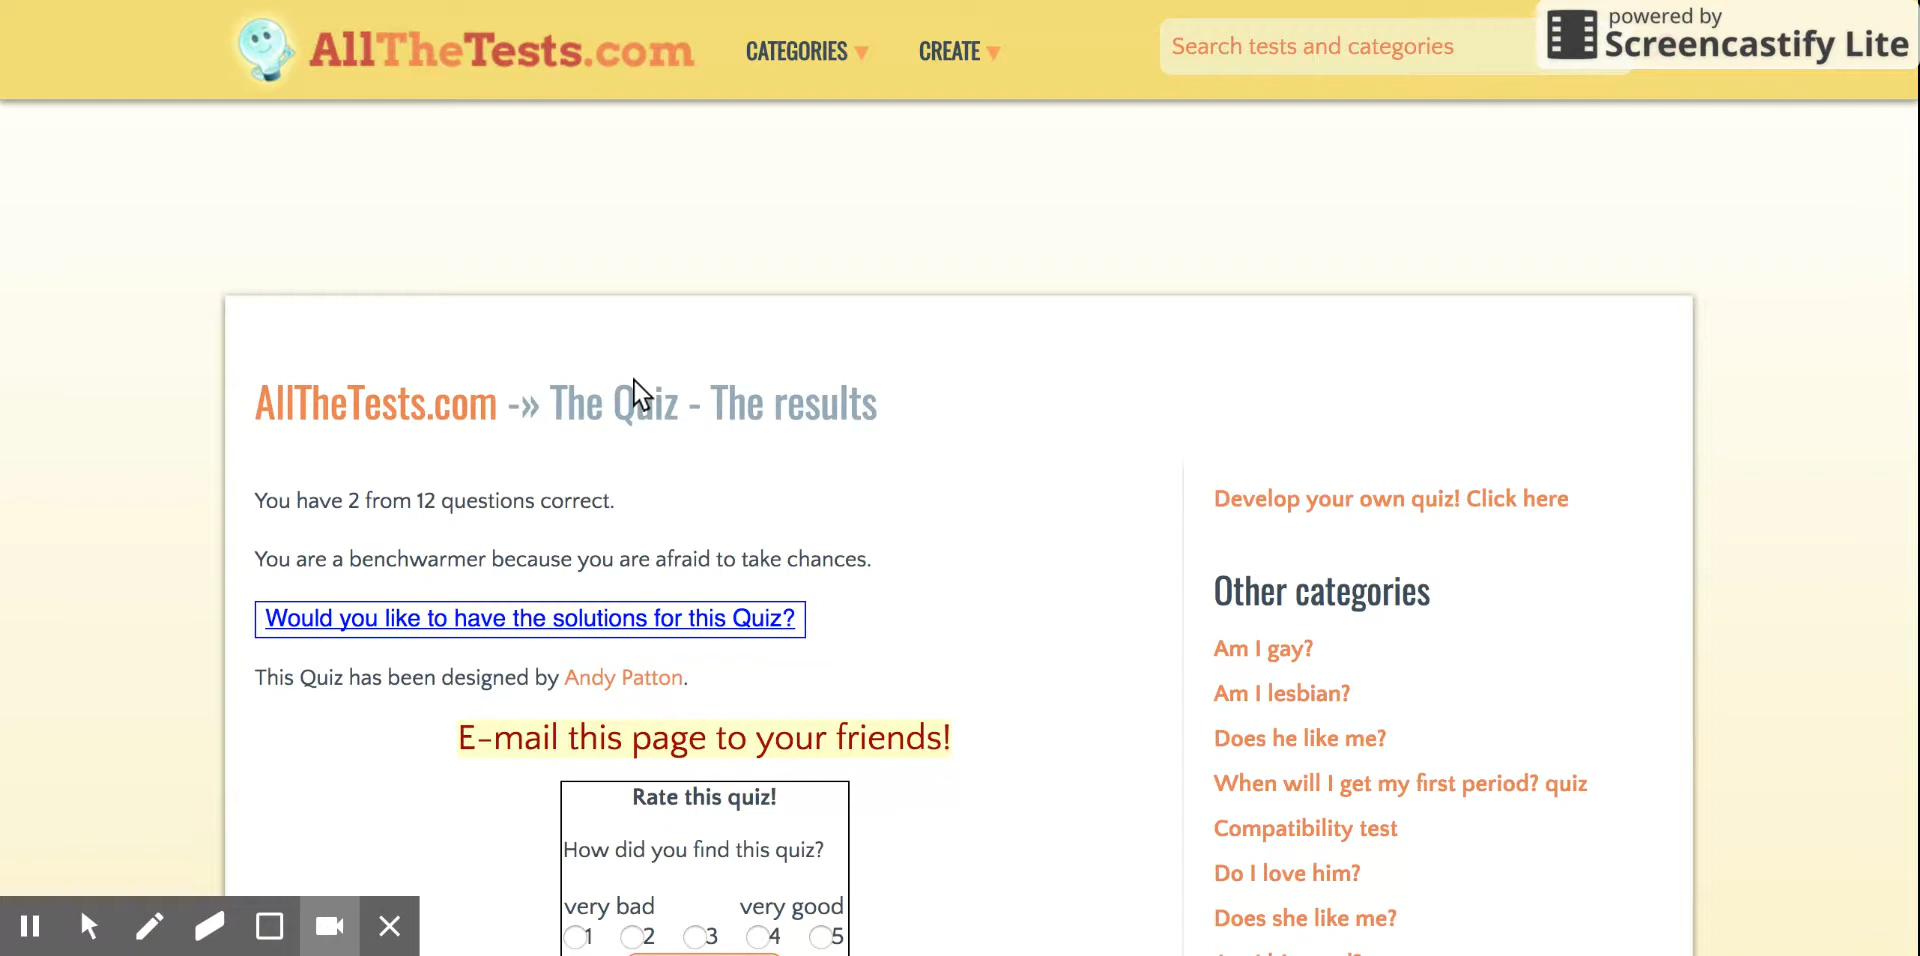 AllTheTests.com
CATEGORIES
CREATE
Search tests and categories
powered by
Screencastify Lite
AllTheTests.com -» The Quiz - The results
You have 2 from 12 questions correct.
You are a benchwarmer because you are afraid to take chances.
Would you like to have the solutions for this Quiz?
This Quiz has been designed by Andy Patton.
E-mail this page to your friends!
Rate this quiz!
How did you find this quiz?
very bad very good
1 2 3 4 5
Develop your own quiz! Click here
Other categories
Am I gay?
Am I lesbian?
Does he like me?
When will I get my first period? quiz
Compatibility test
Do I love him?
Does she like me?